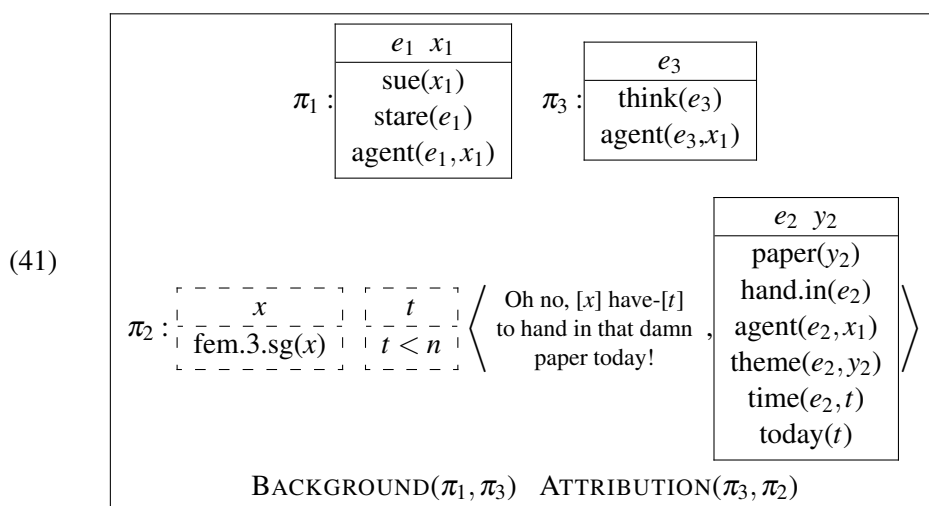 e₁ x₁
sue(x₁)
stare(e₁)
agent(e₁, x₁)
π₁ :
π₃ :
e₃
think(e₃)
agent(e₃,x₁)
(41)
π₂ :
x
fem.3.sg(x)
t
t < n
⟨ Oh no, [x] have-[t]
to hand in that damn
paper today!
,
e₂ y₂
paper(y₂)
hand.in(e₂)
agent(e₂, x₁)
theme(e₂, y₂)
time(e₂, t)
today(t)
⟩
BACKGROUND(π₁, π₃) ATTRIBUTION(π₃, π₂)